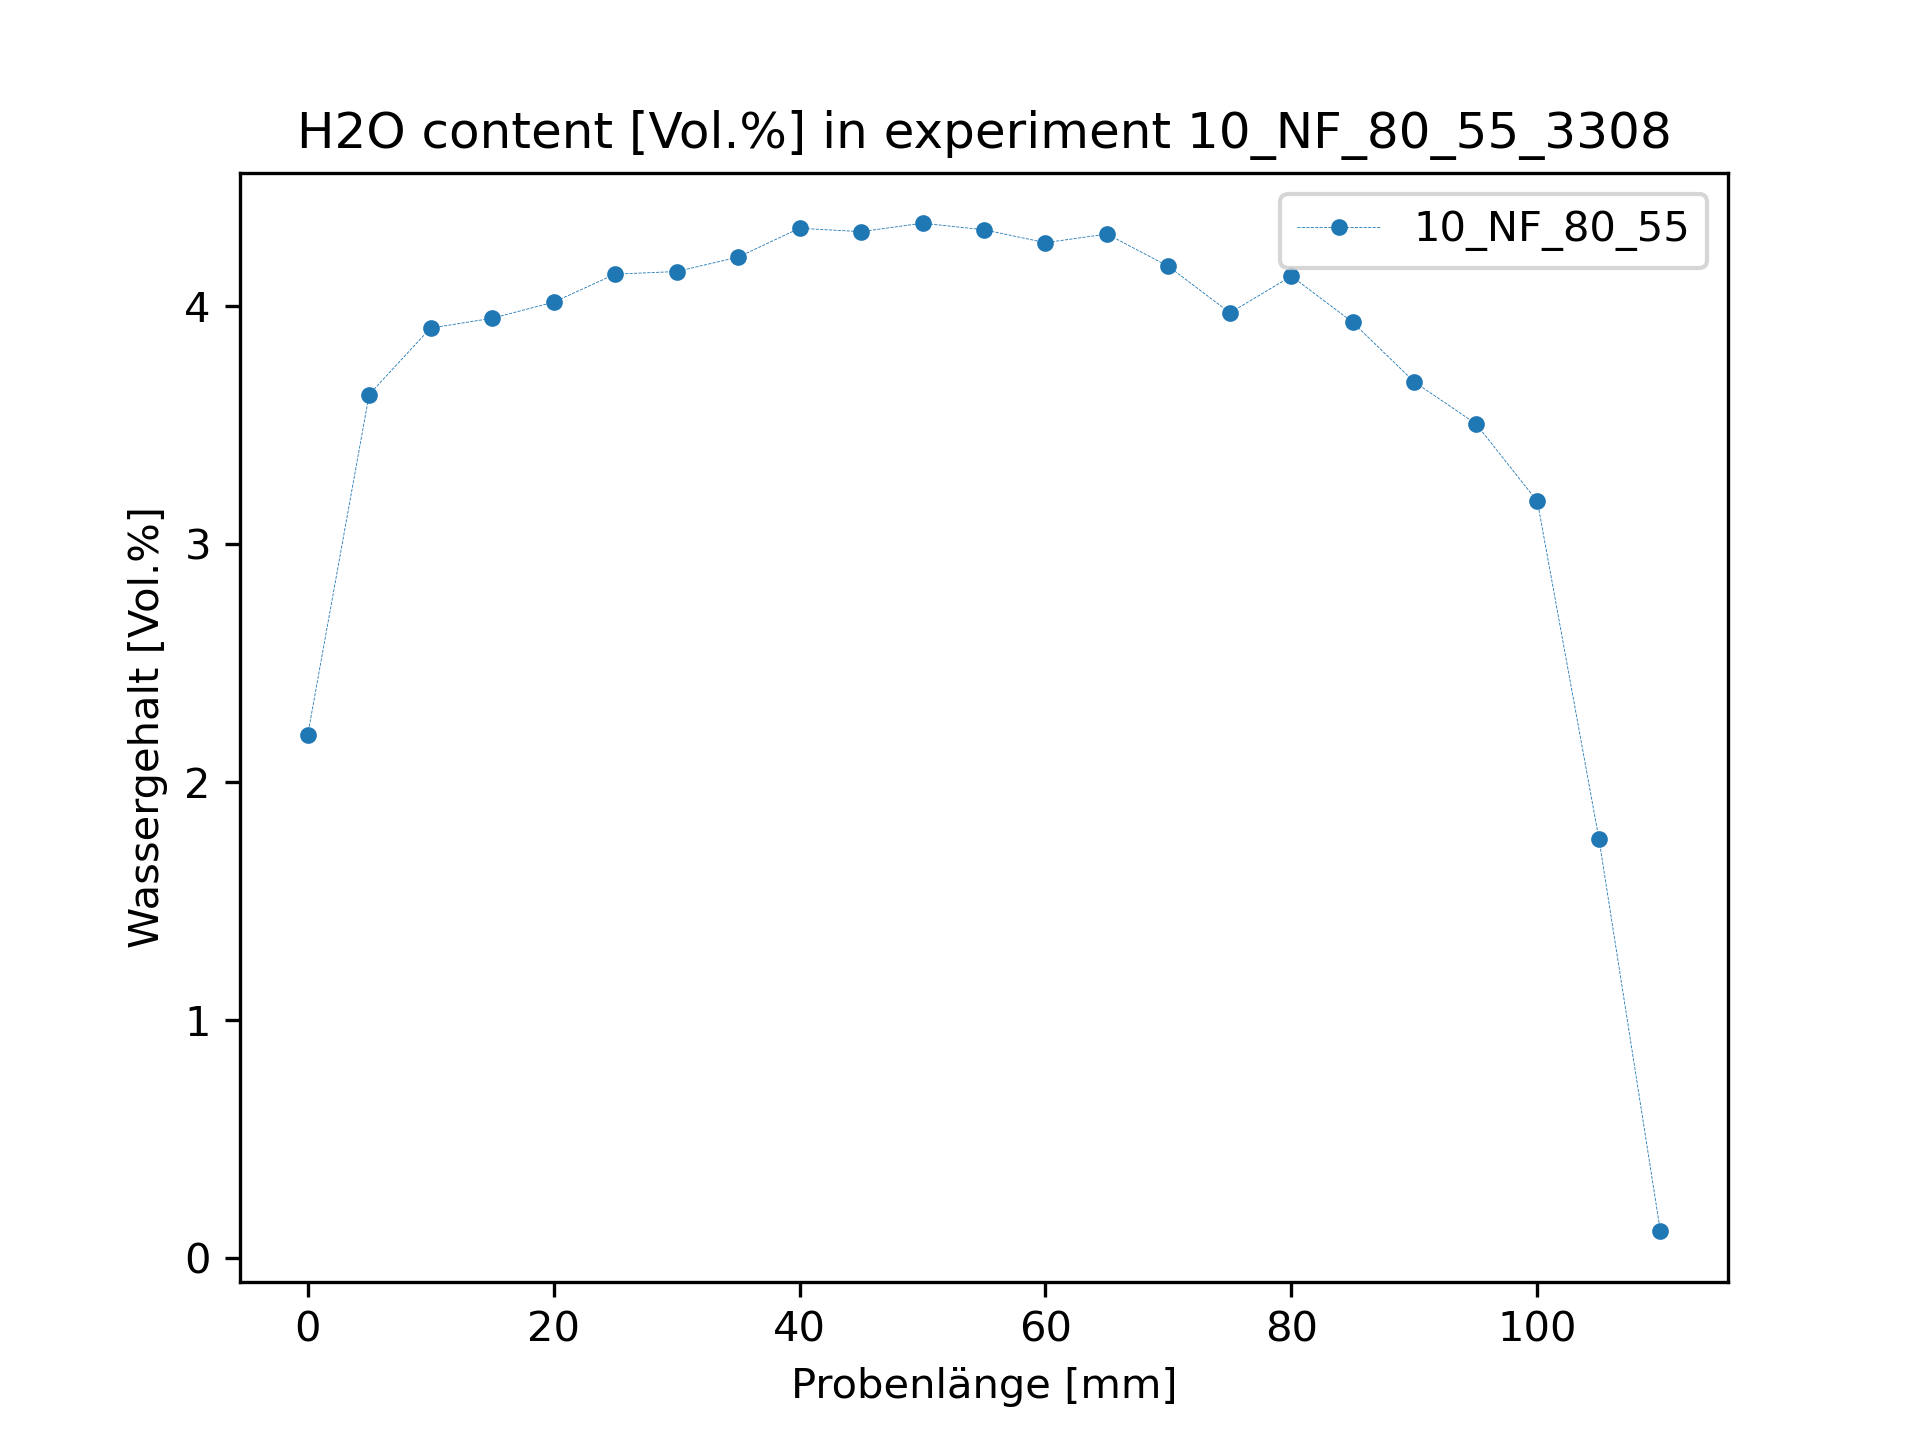 H2O content [Vol.%] in experiment 10_NF_80_55_3308
10_NF_80_55
4
3
2
1
0
Wassergehalt [Vol.%]
0 20 40 60 80 100
Probenlänge [mm]